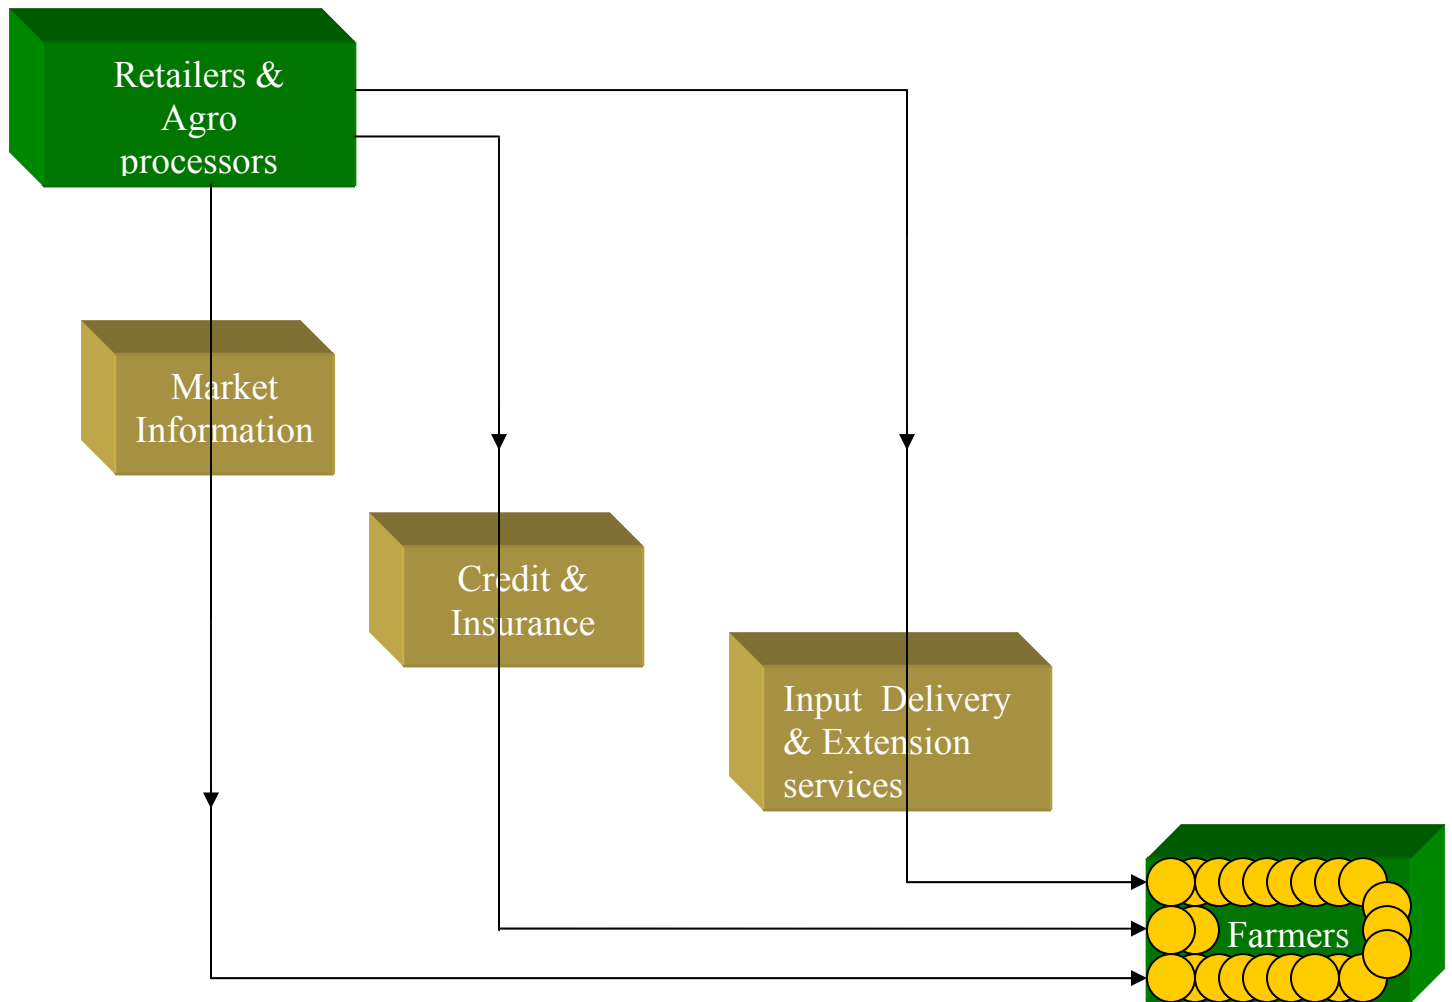 Retailers &
Agro
processors
Market
Information
Credit &
Insurance
Input Delivery
& Extension
services
Farmers